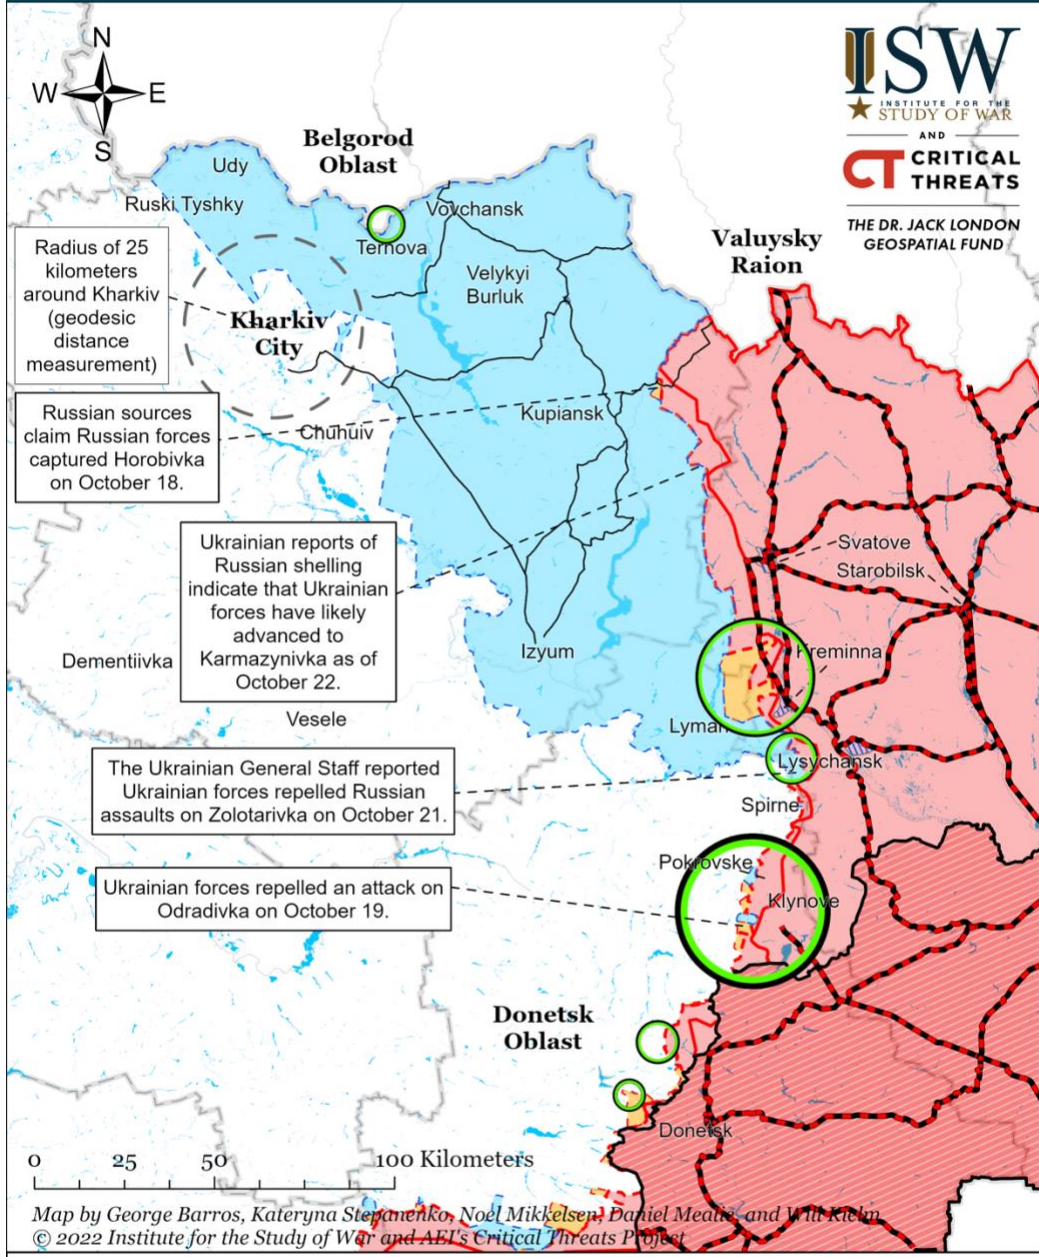 N
W
E
S
ISW
INSTITUTE FOR THE
STUDY OF WAR
AND
CT CRITICAL
THREATS
THE DR. JACK LONDON
GEOSPATIAL FUND
Belgorod
Oblast
Udy
Ruski Tyshky
Vovchansk
Ternova
Valuysky
Raion
Radius of 25
kilometers
around Kharkiv
(geodesic
distance
measurement)
Velykyi
Burluk
Kharkiv
City
Russian sources
claim Russian forces
captured Horobivka
on October 18.
Kupiansk
Chuhuiv
Ukrainian reports of
Russian shelling
indicate that Ukrainian
forces have likely
advanced to
Karmazynivka as of
October 22.
Svatove
Starobilsk
Izyum
Kreminna
Dementiivka
Vesele
Lyman
Lysychansk
The Ukrainian General Staff reported
Ukrainian forces repelled Russian
assaults on Zolotarivka on October 21.
Spirne
Pokrovske
Klynove
Ukrainian forces repelled an attack on
Odradivka on October 19.
Donetsk
Oblast
Donetsk
0 25 50 100 Kilometers
Map by George Barros, Kateryna Stepanenko, Noel Mikkelsen, Daniel Mealie, and Will Kielm
© 2022 Institute for the Study of War and AEI's Critical Threats Project